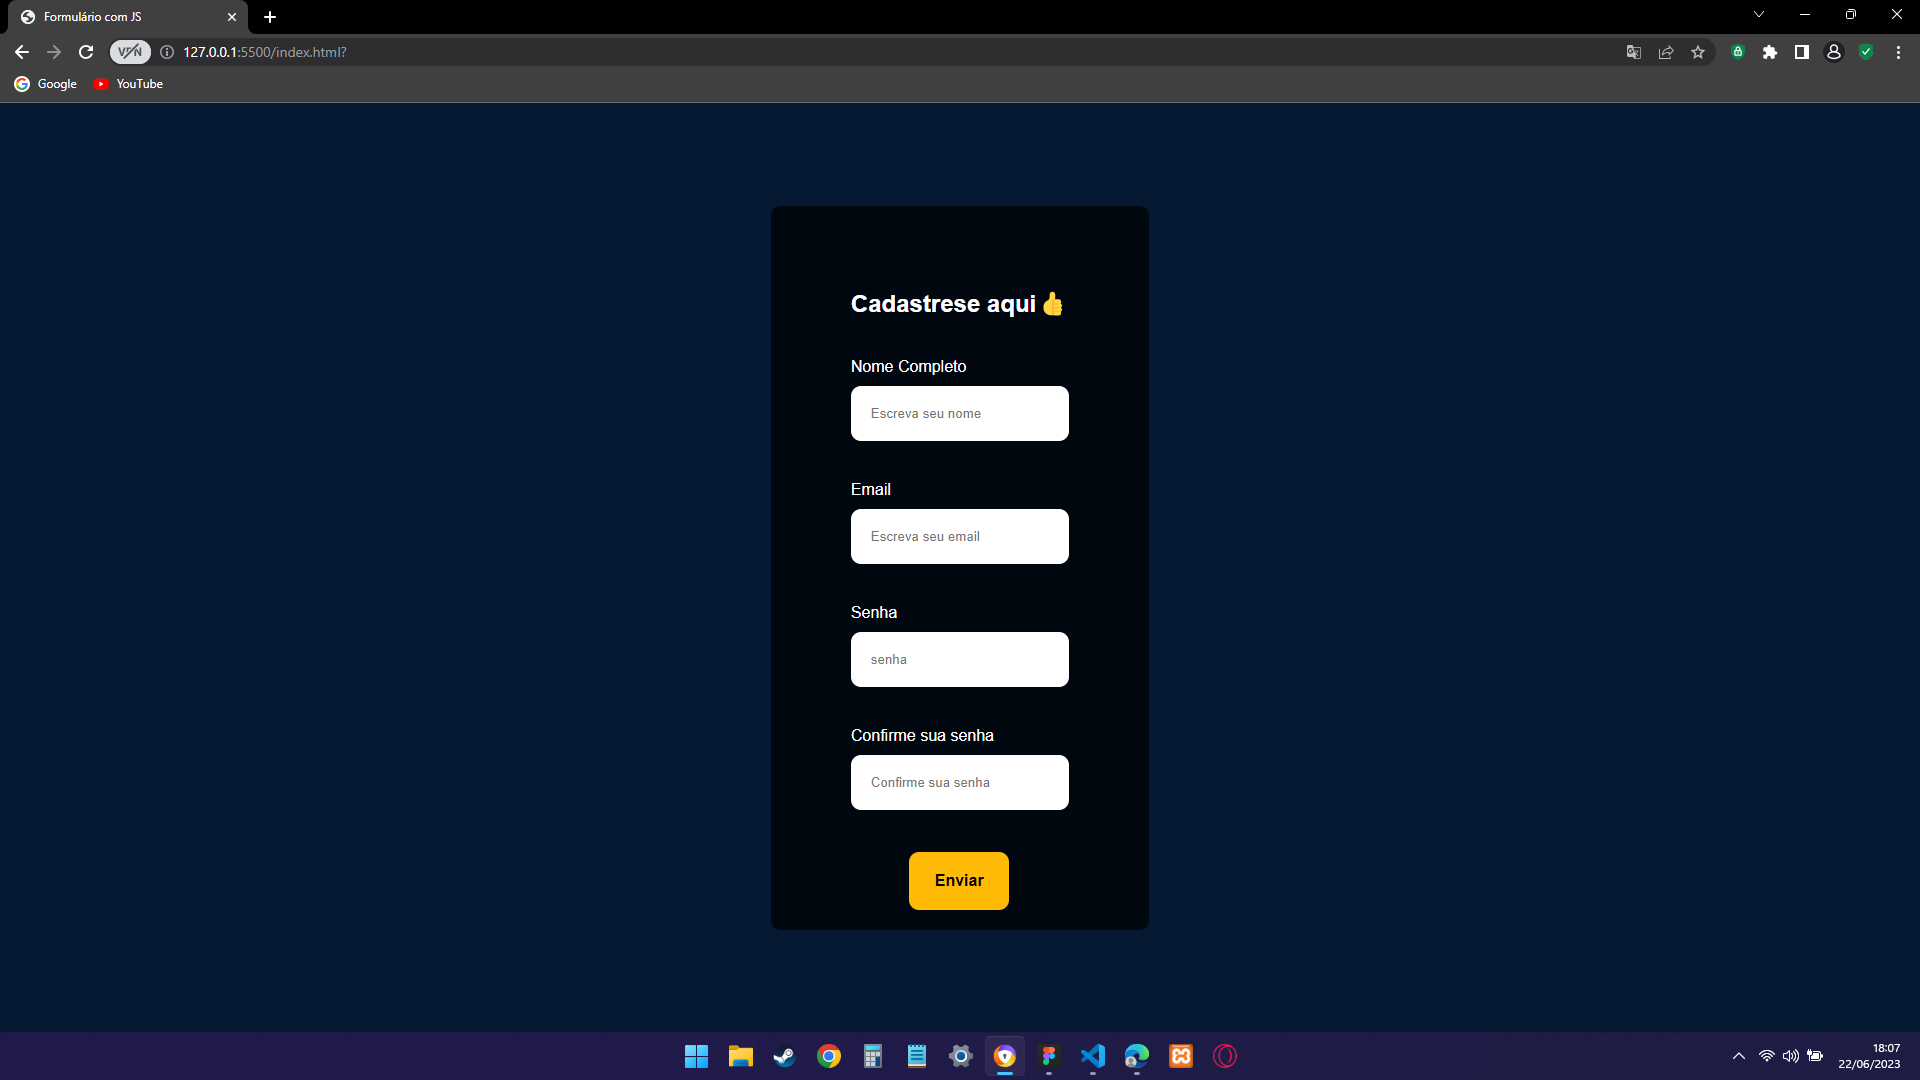 Formulário com JS
VPN
127.0.0.1:5500/index.html?
Google
YouTube
Cadastrese aqui 👍
Nome Completo
Escreva seu nome
Email
Escreva seu email
Senha
senha
Confirme sua senha
Confirme sua senha
Enviar
18:07
22/06/2023